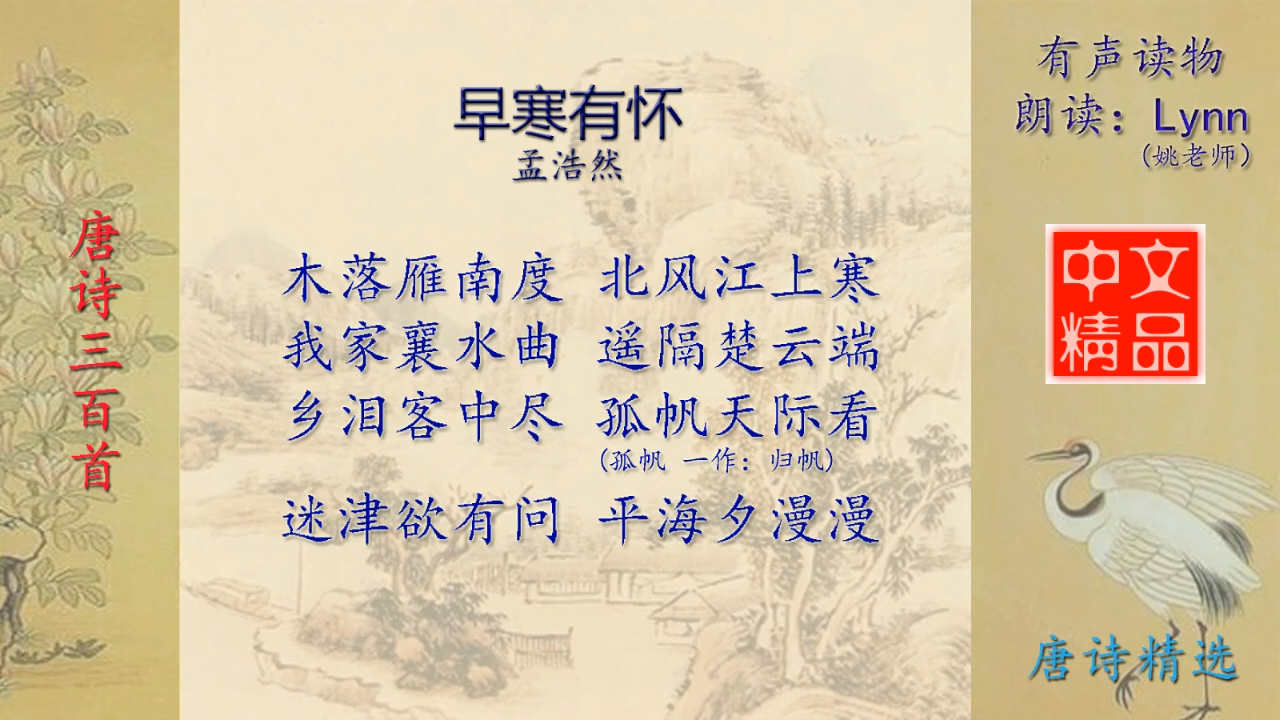 早寒有怀
孟浩然
木落雁南度 北风江上寒
我家襄水曲 遥隔楚云端
乡泪客中尽 孤帆天际看
(孤帆 一作：归帆)
迷津欲有问 平海夕漫漫
唐诗三百首
有声读物
朗读：Lynn
(姚老师)
中文
精品
唐诗精选